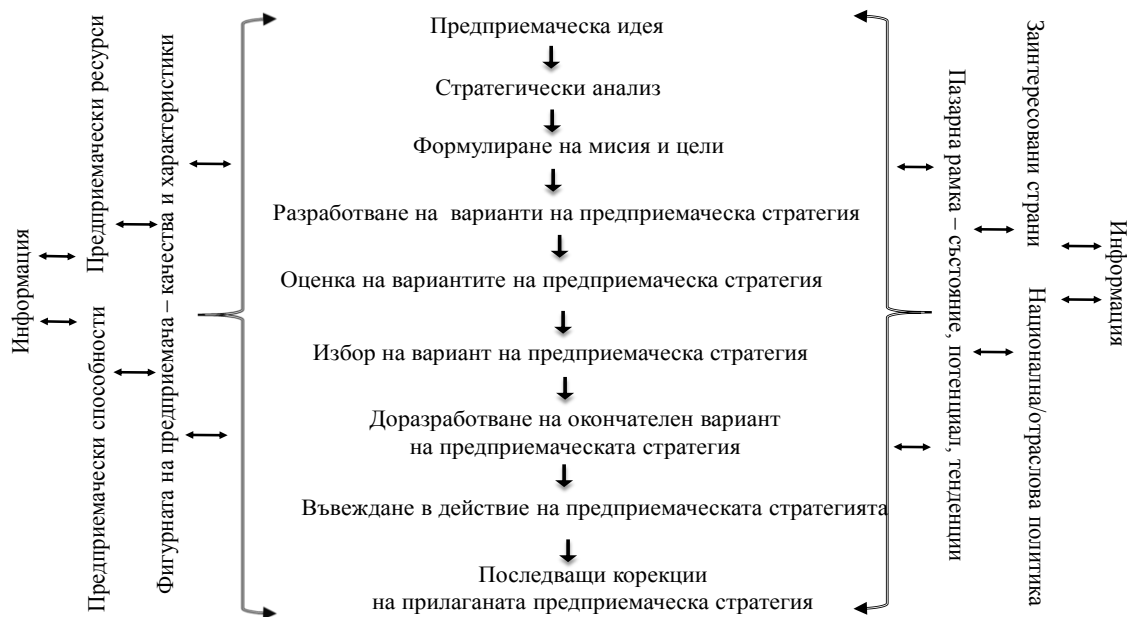 Информация
Предприемачески ресурси
Предприемачески способности
Фигурната на предприемача – качества и характеристики
Предприемаческа идея
Стратегически анализ
Формулиране на мисия и цели
Разработване на варианти на предприемаческа стратегия
Оценка на вариантите на предприемаческа стратегия
Избор на вариант на предприемаческа стратегия
Доразработване на окончателен вариант
на предприемаческата стратегия
Въвеждане в действие на предприемаческата стратегията
Последващи корекции
на прилаганата предприемаческа стратегия
Пазарна рамка – състояние, потенциал, тенденции
Заинтересовани страни
Национална/отраслова политика
Информация